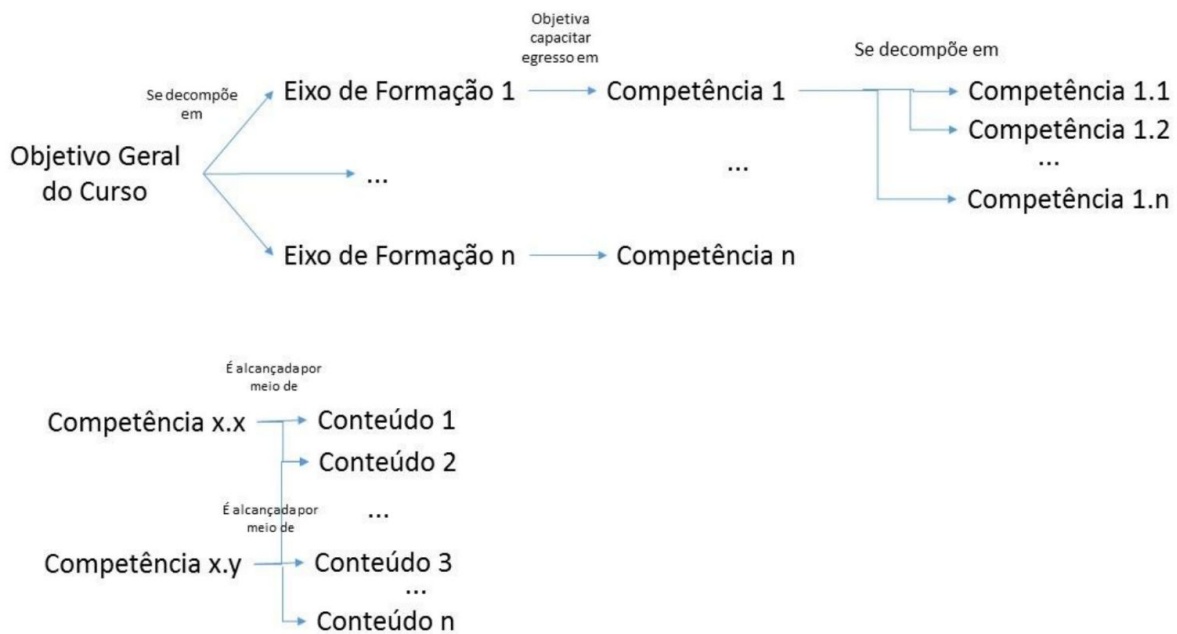 Objetiva
capacitar
egresso em
Se decompõe em
Se decompõe
em
Eixo de Formação 1
Competência 1
Competência 1.1
Competência 1.2
...
Competência 1.n
Objetivo Geral
do Curso
...
...
Eixo de Formação n
Competência n
É alcançada por
meio de
Competência x.x
Conteúdo 1
Conteúdo 2
...
É alcançada por
meio de
Competência x.y
Conteúdo 3
...
Conteúdo n